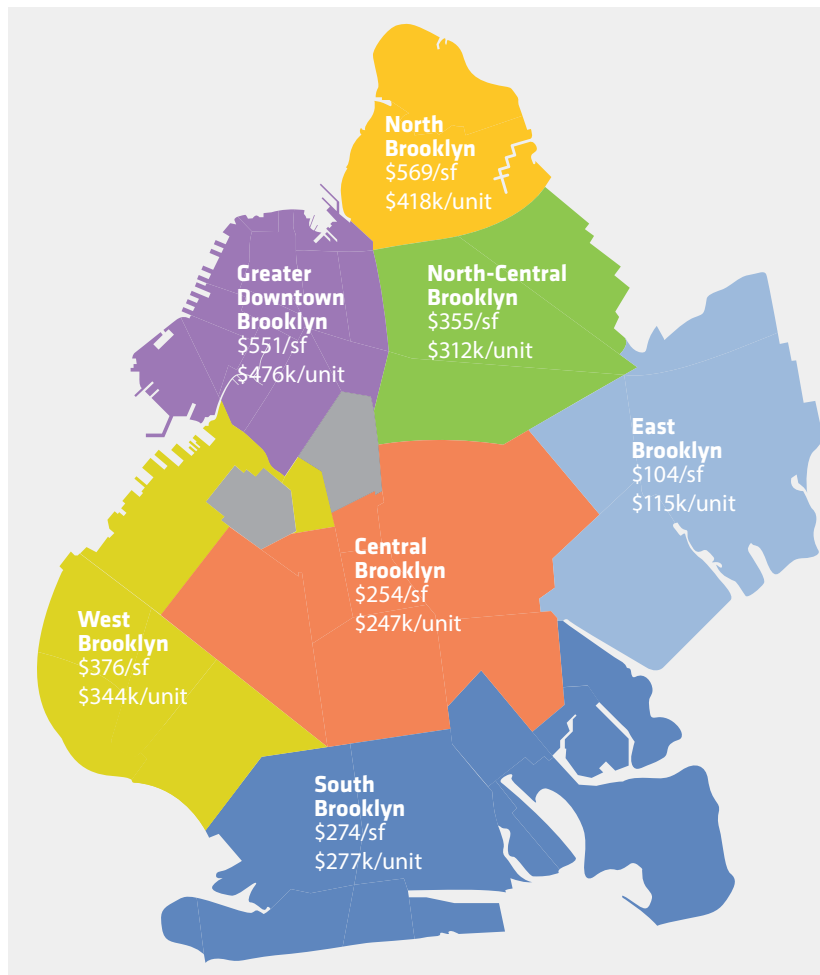 North
Brooklyn
$569/sf
$418k/unit
Greater
Downtown
Brooklyn
$551/sf
$476k/unit
North-Central
Brooklyn
$355/sf
$312k/unit
East
Brooklyn
$104/sf
$115k/unit
Central
Brooklyn
$254/sf
$247k/unit
West
Brooklyn
$376/sf
$344k/unit
South
Brooklyn
$274/sf
$277k/unit